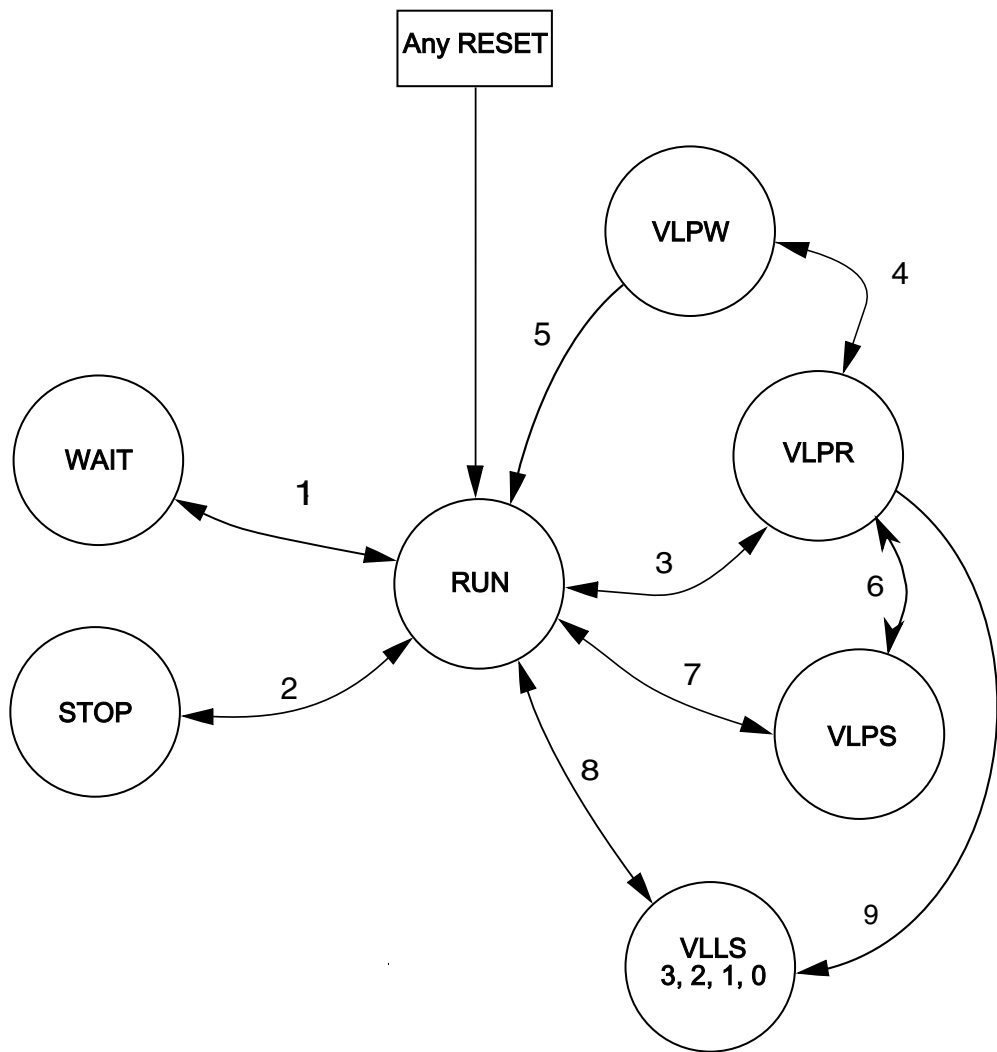 Any RESET
VLPW
4
5
VLPR
WAIT
1
3
RUN
6
2
7
STOP
VLPS
8
9
VLLS
3, 2, 1, 0